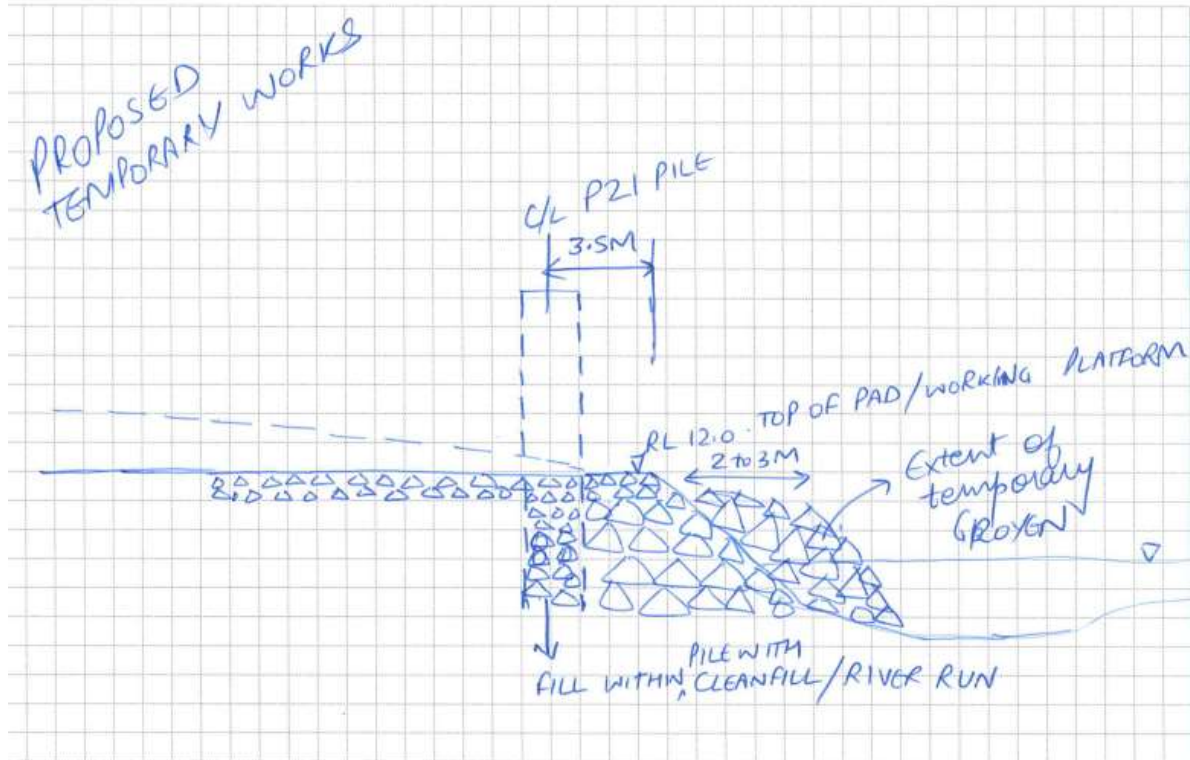 PROPOSED
TEMPORARY WORKS
C/L P21 PILE
3.5M
RL 12.0. TOP OF PAD/WORKING PLATFORM
2 to 3M
Extent of
temporary
GROYEN
FILL WITHIN PILE WITH CLEANFILL/RIVER RUN